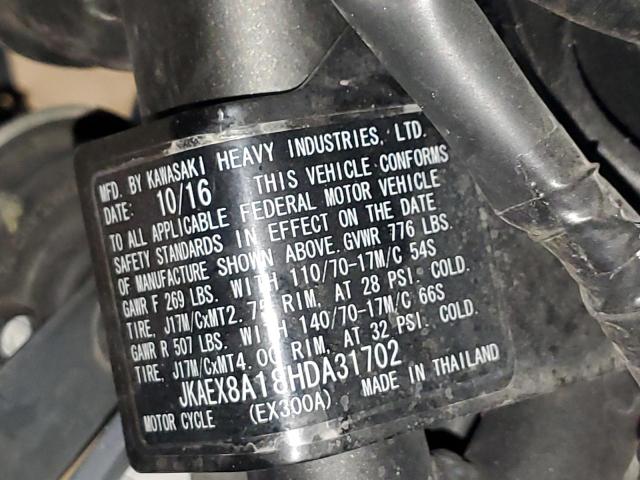 MFD. BY KAWASAKI HEAVY INDUSTRIES, LTD.
DATE: 10/16 THIS VEHICLE CONFORMS
TO ALL APPLICABLE FEDERAL MOTOR VEHICLE
SAFETY STANDARDS IN EFFECT ON THE DATE
OF MANUFACTURE SHOWN ABOVE. GVWR 776 LBS.
GAWR F 269 LBS. WITH 110/70-17M/C 54S
TIRE, J17M/CxMT2.75 RIM, AT 28 PSI. COLD.
GAWR R 507 LBS. WITH 140/70-17M/C 66S
TIRE, J17M/CxMT4.00 RIM, AT 32 PSI. COLD.
JKAEX8A18HDA31702
MOTOR CYCLE (EX300A) MADE IN THAILAND